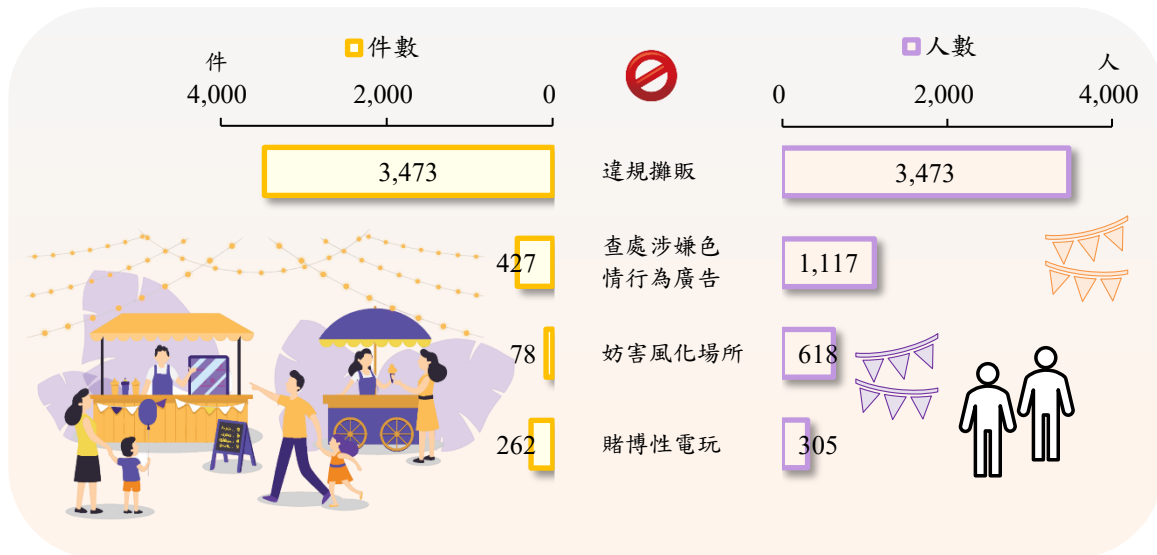 件數
人數
件
人
4,000
2,000
0
0
2,000
4,000
3,473
違規攤販
3,473
427
查處涉嫌色
情行為廣告
1,117
78
妨害風化場所
618
262
賭博性電玩
305